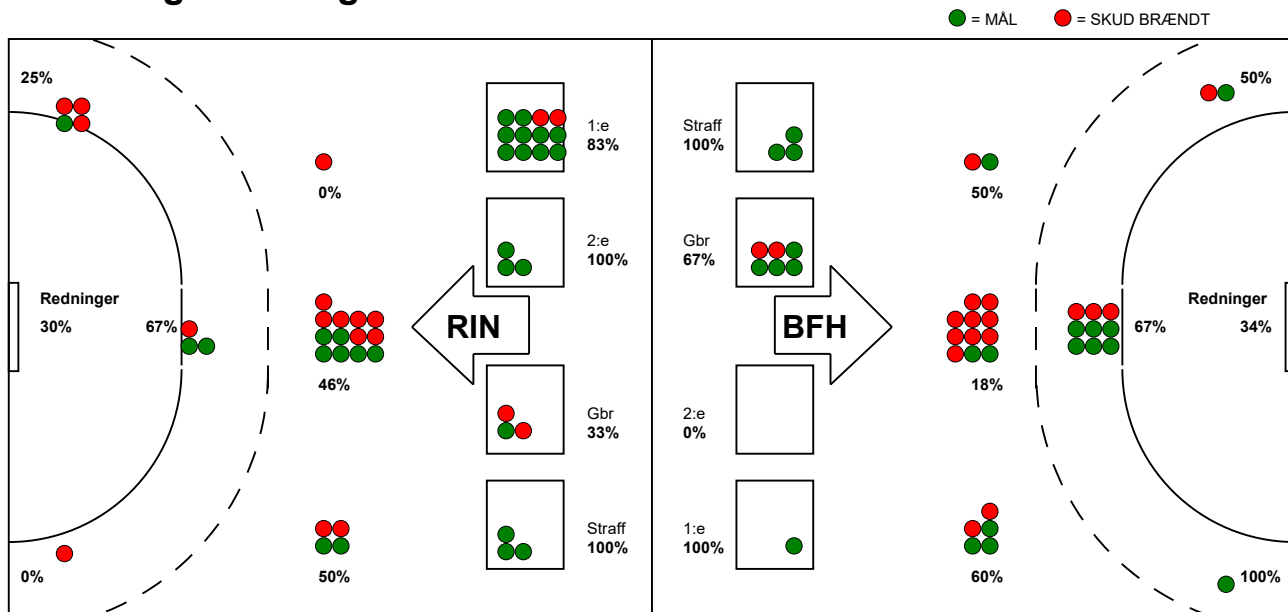 = MÅL = SKUD BRÆNDT
25%
50%
1:e
83%
Straff
100%
0%
50%
2:e
100%
Gbr
67%
Redninger
30%
67%
RIN
BFH
67%
Redninger
34%
46%
18%
Gbr
33%
2:e
0%
Straff
100%
1:e
100%
0%
50%
60%
100%